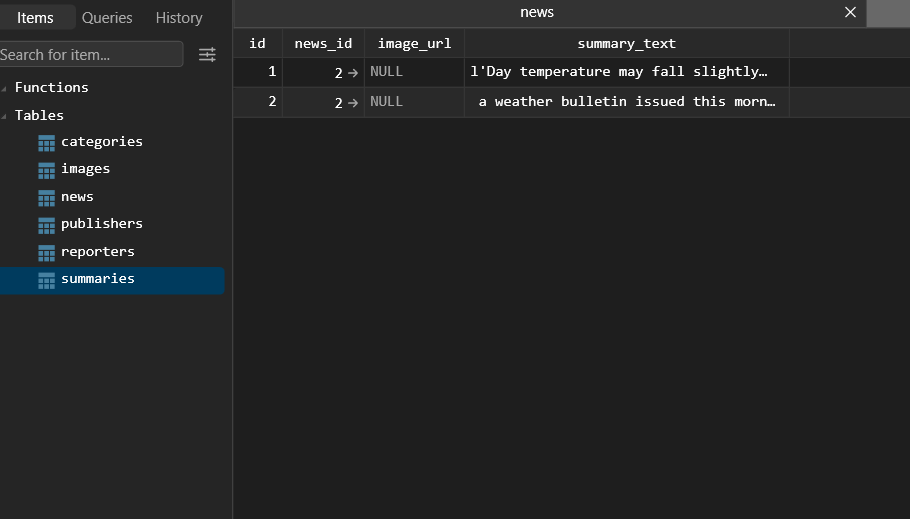 Items Queries History
Search for item...
Functions
Tables
categories
images
news
publishers
reporters
summaries
news
id news_id image_url summary_text
1 2 → NULL l'Day temperature may fall slightly…
2 2 → NULL a weather bulletin issued this morn…